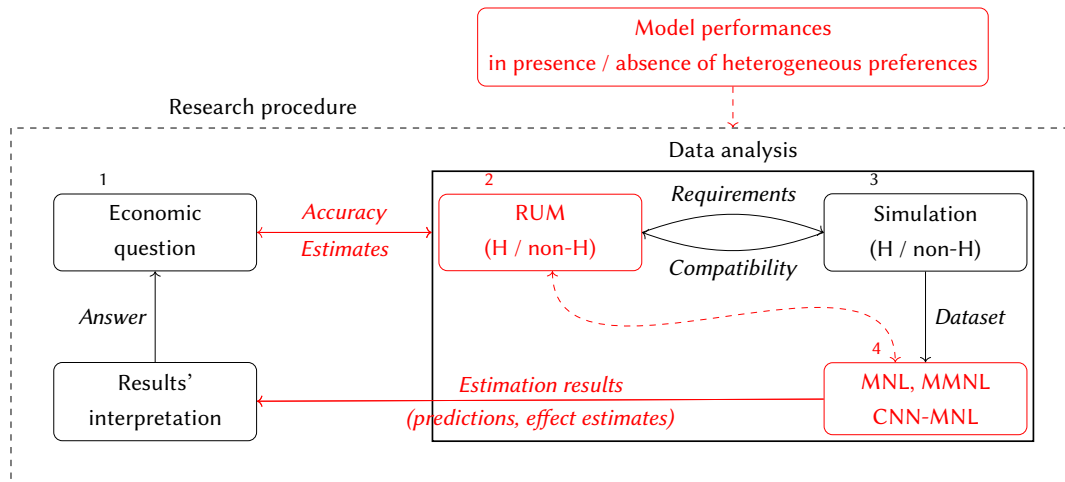 Model performances
in presence / absence of heterogeneous preferences
Research procedure
Data analysis
1
Economic
question
Accuracy
Estimates
2
RUM
(H / non-H)
Requirements
Compatibility
3
Simulation
(H / non-H)
Answer
Dataset
4
MNL, MMNL
CNN-MNL
Estimation results
(predictions, effect estimates)
Results’
interpretation